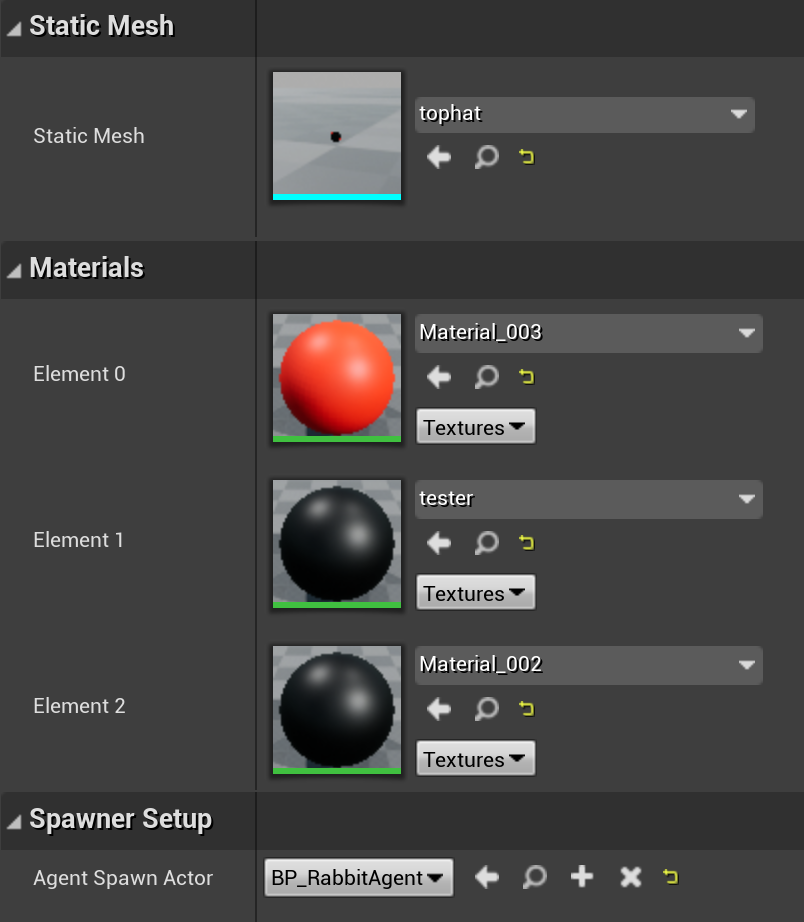 Static Mesh
Static Mesh
tophat
Materials
Element 0
Material_003
Textures
Element 1
tester
Textures
Element 2
Material_002
Textures
Spawner Setup
Agent Spawn Actor
BP_RabbitAgent